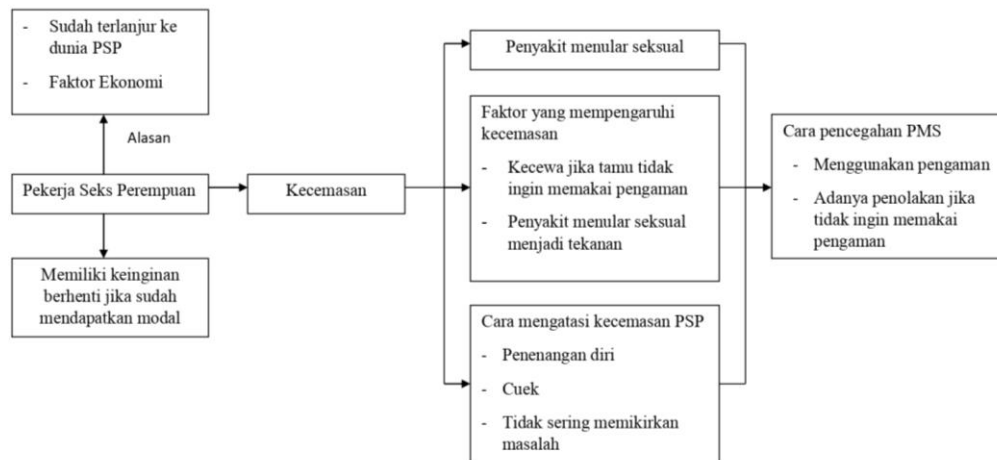 - Sudah terlanjur ke
dunia PSP
- Faktor Ekonomi
Alasan
Pekerja Seks Perempuan
Memiliki keinginan
berhenti jika sudah
mendapatkan modal
Kecemasan
Penyakit menular seksual
Faktor yang mempengaruhi
kecemasan
- Kecewa jika tamu tidak
ingin memakai pengaman
- Penyakit menular seksual
menjadi tekanan
Cara mengatasi kecemasan PSP
- Penenangan diri
- Cuek
- Tidak sering memikirkan
masalah
Cara pencegahan PMS
- Menggunakan pengaman
- Adanya penolakan jika
tidak ingin memakai
pengaman